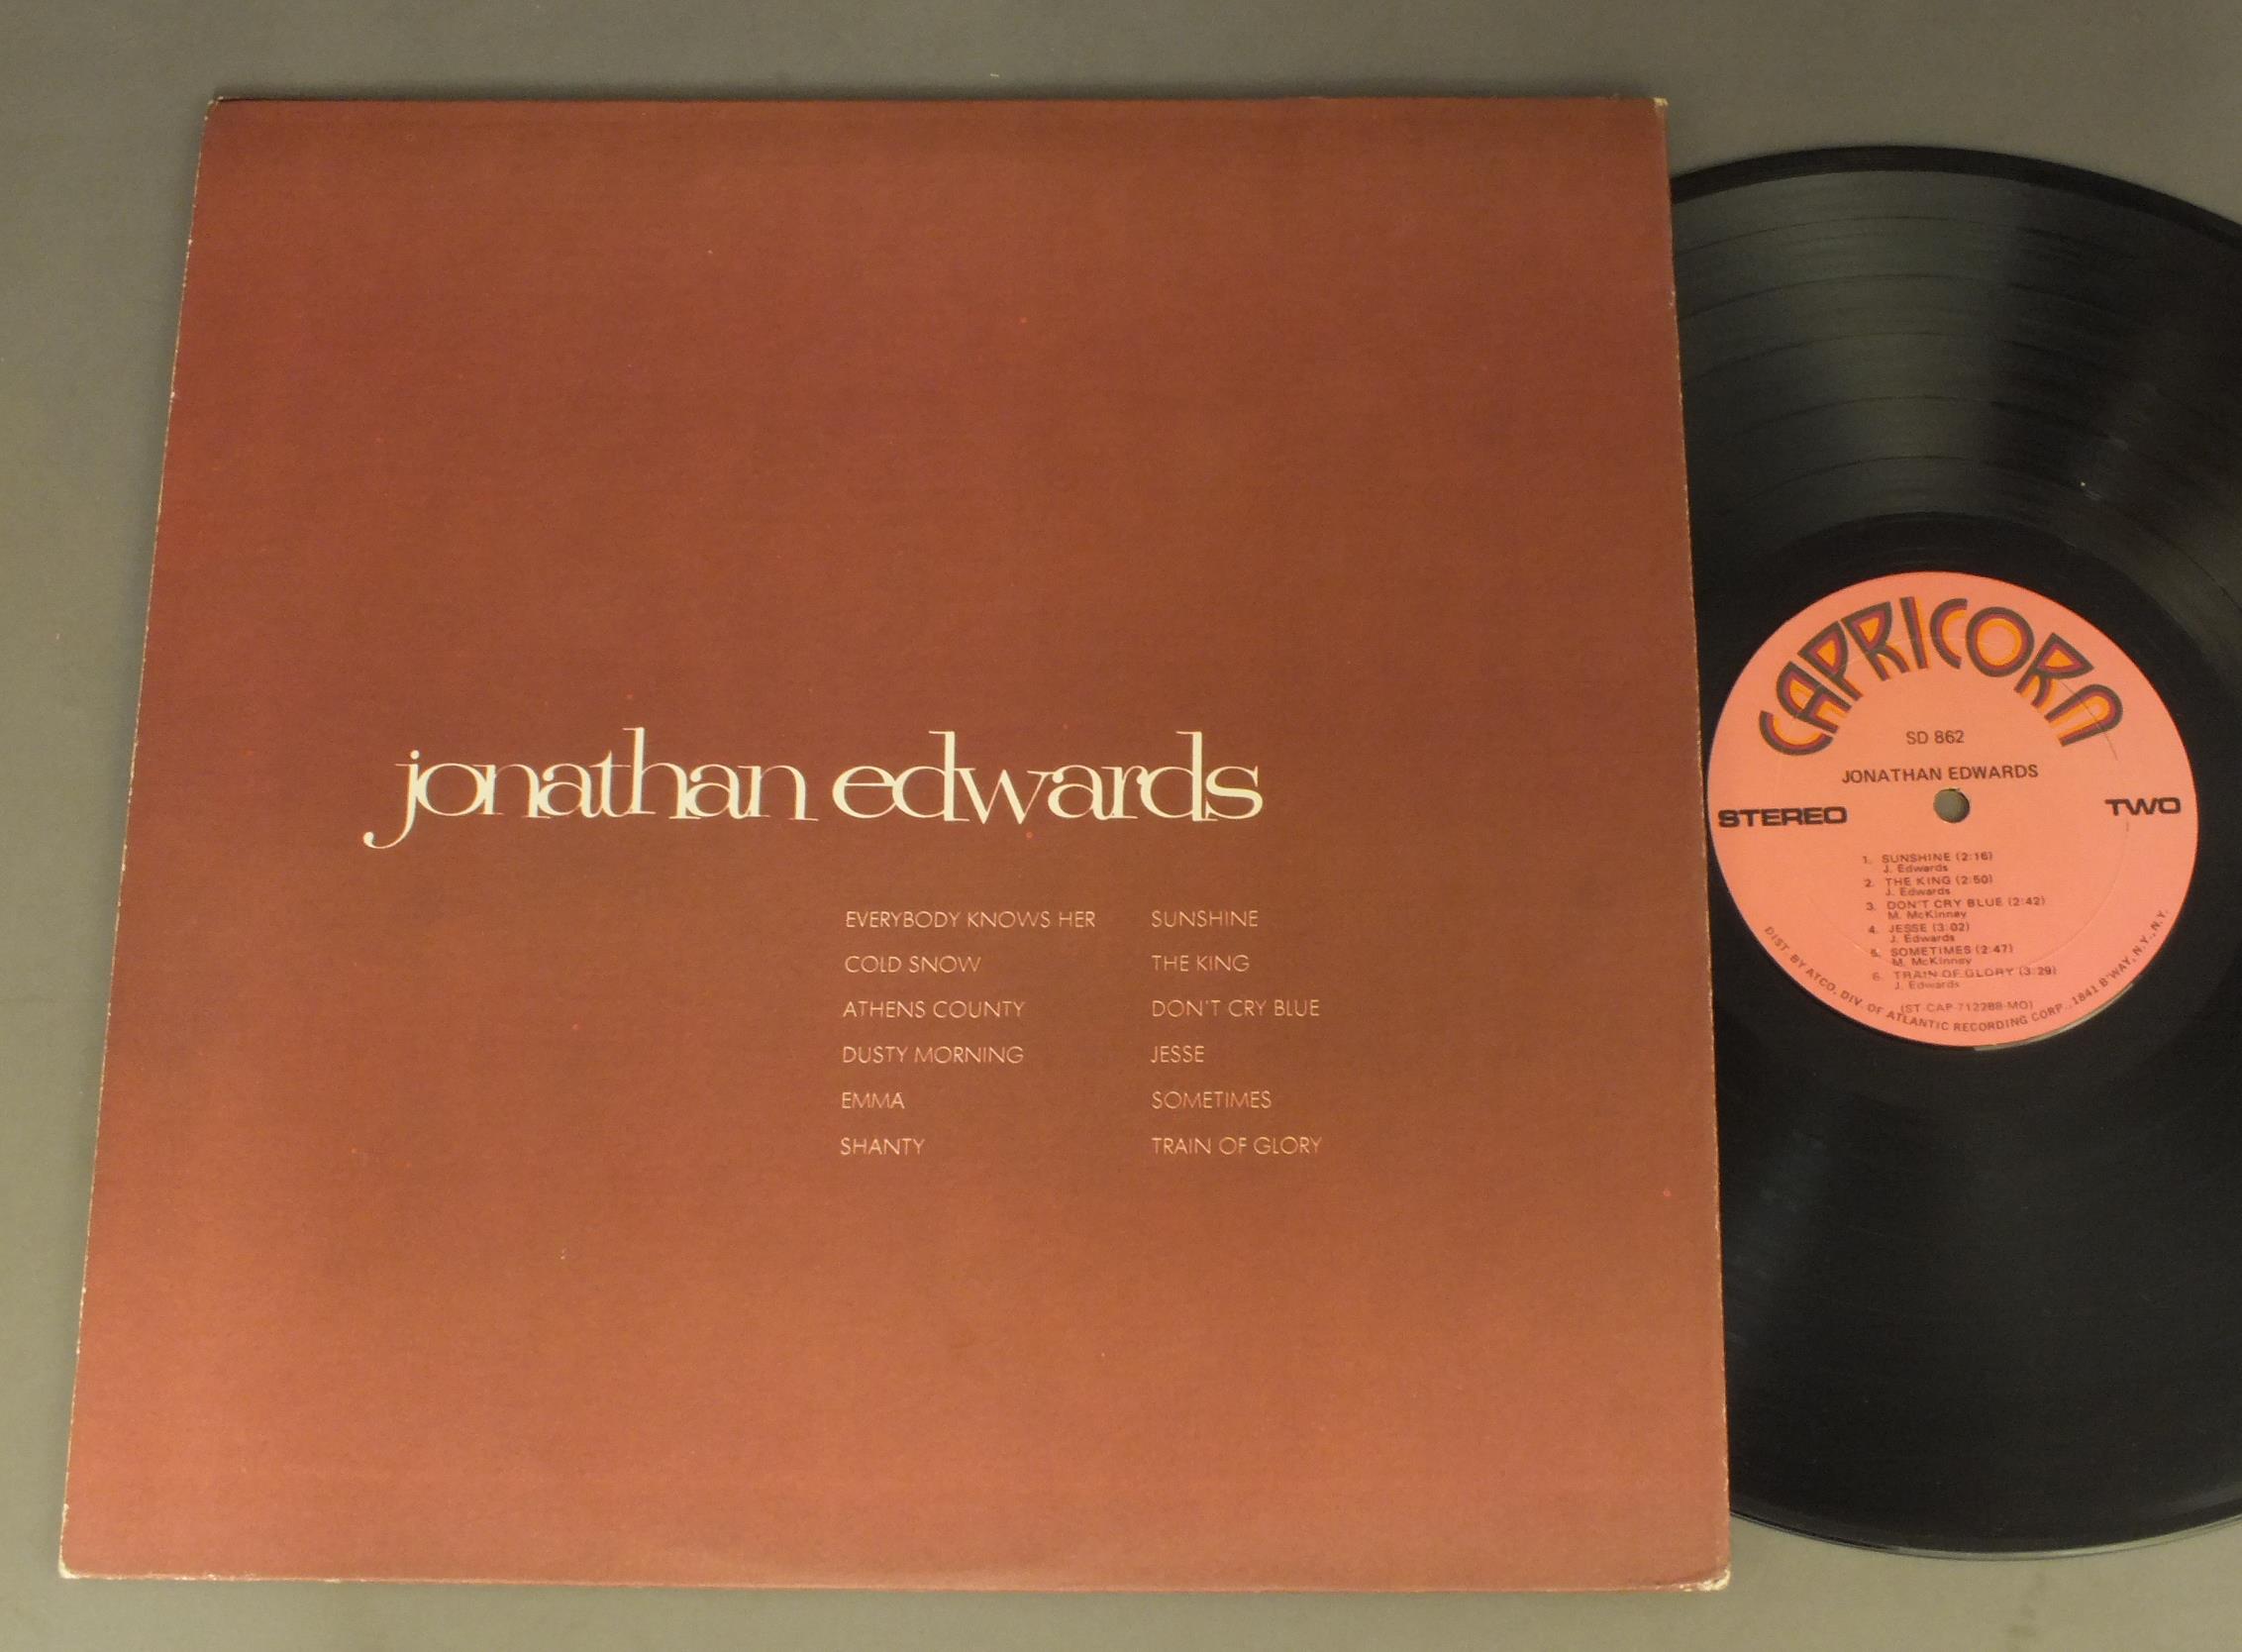 jonathan edwards
EVERYBODY KNOWS HER
COLD SNOW
ATHENS COUNTY
DUSTY MORNING
EMMA
SHANTY
SUNSHINE
THE KING
DON'T CRY BLUE
JESSE
SOMETIMES
TRAIN OF GLORY
CAPRICORN
SD 862
JONATHAN EDWARDS
STEREO
TWO
1. SUNSHINE (2:16)
J. Edwards
2. THE KING (2:50)
J. Edwards
3. DON'T CRY BLUE (2:42)
M. McKinney
4. JESSE (3:02)
J. Edwards
5. SOMETIMES (2:47)
M. McKinney
6. TRAIN OF GLORY (3:29)
J. Edwards
(ST-CAP-712288-MO)
DIST BY ATCO, DIV. OF ATLANTIC RECORDING CORP., 1841 B'WAY, N.Y., N.Y.